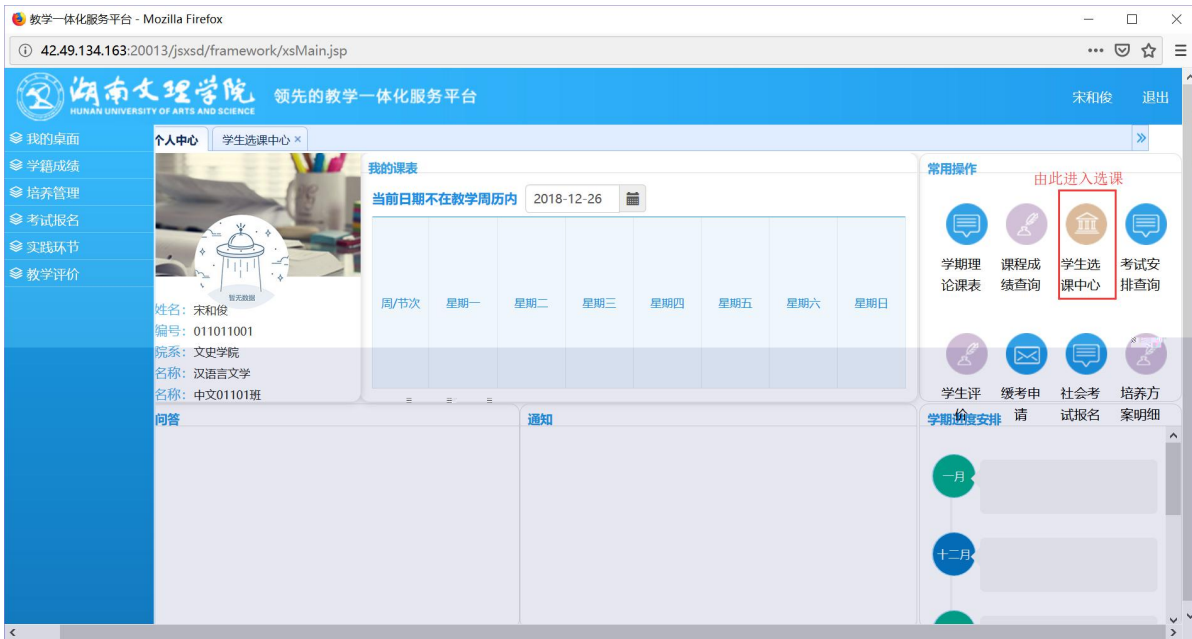 教学一体化服务平台 - Mozilla Firefox
42.49.134.163:20013/jsxsd/framework/xsMain.jsp
湖南文理学院
HUNAN UNIVERSITY OF ARTS AND SCIENCE
领先的教学一体化服务平台
宋和俊 退出
我的桌面
学籍成绩
培养管理
考试报名
实践环节
教学评价
个人中心 学生选课中心 ×
暂无数据
姓名：宋和俊
编号：011011001
院系：文史学院
名称：汉语言文学
名称：中文01101班
我的课表
当前日期不在教学周历内 2018-12-26
周/节次 星期一 星期二 星期三 星期四 星期五 星期六 星期日
常用操作
由此进入选课
学期理论课表
课程成绩查询
学生选课中心
考试安排查询
学生评价
缓考申请
社会考试报名
培养方案明细
问答
通知
学期进度安排
一月
十二月